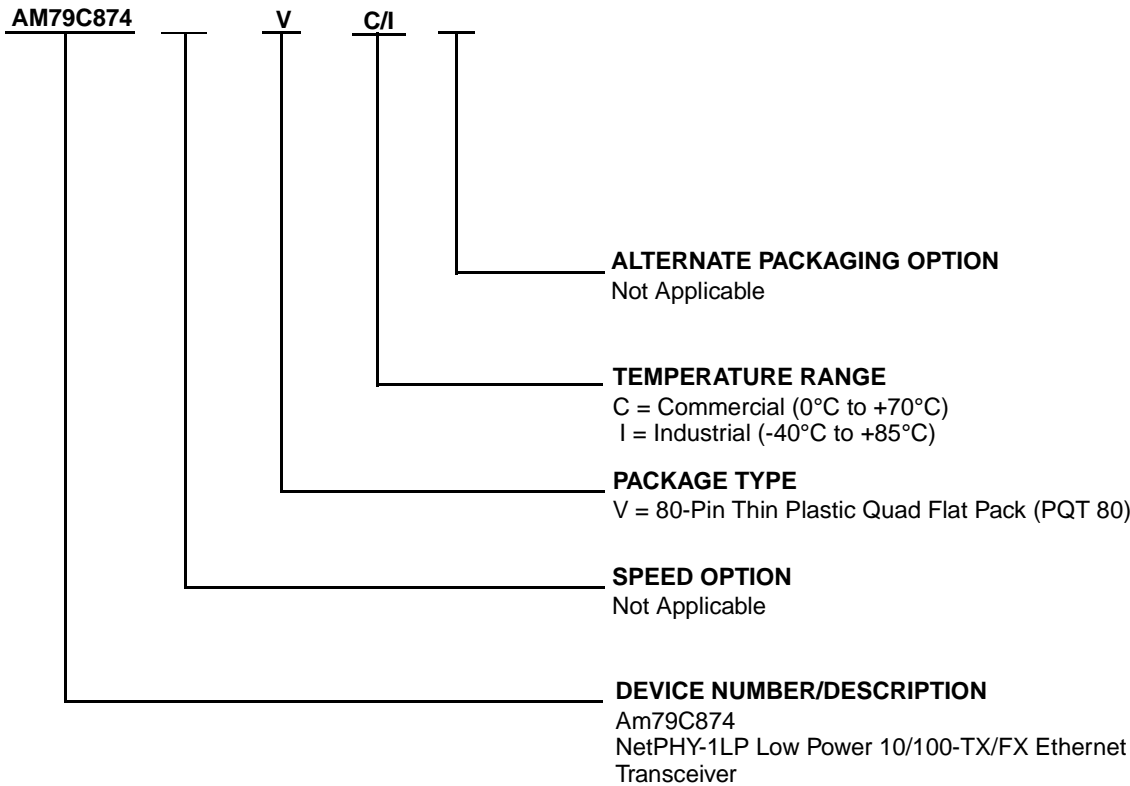 AM79C874 V C/I
ALTERNATE PACKAGING OPTION
Not Applicable
TEMPERATURE RANGE
C = Commercial (0°C to +70°C)
I = Industrial (-40°C to +85°C)
PACKAGE TYPE
V = 80-Pin Thin Plastic Quad Flat Pack (PQT 80)
SPEED OPTION
Not Applicable
DEVICE NUMBER/DESCRIPTION
Am79C874
NetPHY-1LP Low Power 10/100-TX/FX Ethernet
Transceiver